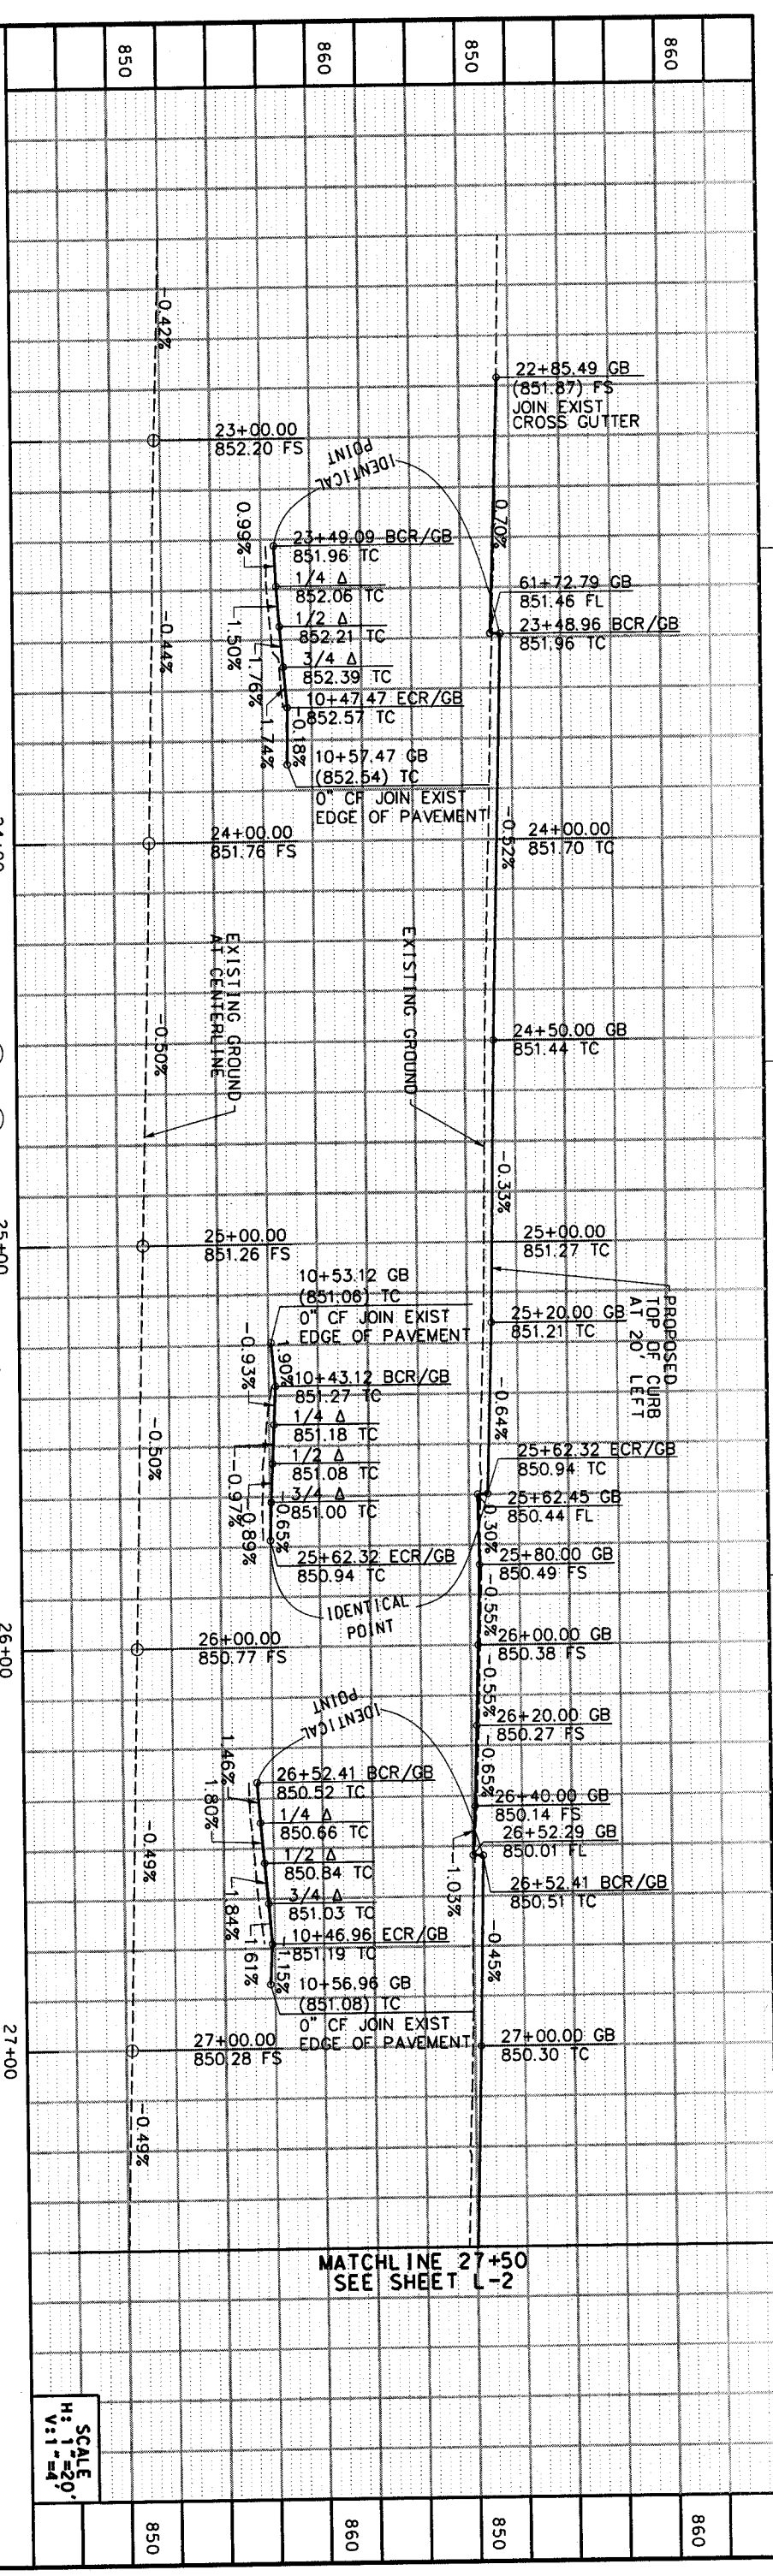 850
860
850
860
22+85.49 GB
(851.87) FS
JOIN EXIST
CROSS GUTTER
-0.42%
23+00.00
852.20 FS
IDENTICAL
POINT
0.70%
61+72.79 GB
851.46 FL
23+48.96 BCR/GB
851.96 TC
0.99%
23+49.09 BCR/GB
851.96 TC
1/4 Δ
852.06 TC
1/2 Δ
852.21 TC
3/4 Δ
852.39 TC
10+47.47 ECR/GB
852.57 TC
1.50%
1.76%
1.74%
-0.18%
10+57.47 GB
(852.54) TC
0" CF JOIN EXIST
EDGE OF PAVEMENT
-0.44%
24+00.00
851.76 FS
-0.52%
24+00.00
851.70 TC
EXISTING GROUND
AT CENTERLINE
EXISTING GROUND
24+50.00 GB
851.44 TC
-0.50%
-0.33%
25+00
25+00.00
851.26 FS
25+00.00
851.27 TC
PROPOSED
TOP OF CURB
AT 20' LEFT
10+53.12 GB
(851.06) TC
0" CF JOIN EXIST
EDGE OF PAVEMENT
25+20.00 GB
851.21 TC
-0.93%
1.90%
10+43.12 BCR/GB
851.27 TC
1/4 Δ
851.18 TC
1/2 Δ
851.08 TC
3/4 Δ
851.00 TC
-0.64%
25+62.32 ECR/GB
850.94 TC
25+62.45 GB
850.44 FL
-0.50%
-0.97%
-0.89%
-0.65%
25+62.32 ECR/GB
850.94 TC
0.30%
25+80.00 GB
850.49 FS
IDENTICAL
POINT
-0.55%
26+00
26+00.00
850.77 FS
26+00.00 GB
850.38 FS
-0.55%
26+20.00 GB
850.27 FS
IDENTICAL
POINT
-0.65%
26+40.00 GB
850.14 FS
26+52.29 GB
850.01 FL
26+52.41 BCR/GB
850.51 TC
1.46%
26+52.41 BCR/GB
850.52 TC
1/4 Δ
850.66 TC
1/2 Δ
850.84 TC
3/4 Δ
851.03 TC
10+46.96 ECR/GB
851.19 TC
1.80%
1.84%
1.61%
-1.15%
-1.03%
-0.49%
-0.45%
10+56.96 GB
(851.08) TC
0" CF JOIN EXIST
EDGE OF PAVEMENT
27+00
27+00.00
850.28 FS
27+00.00 GB
850.30 TC
-0.49%
MATCHLINE 27+50
SEE SHEET L-2
SCALE
H: 1"=20'
V: 1"=4'
850
860
850
860